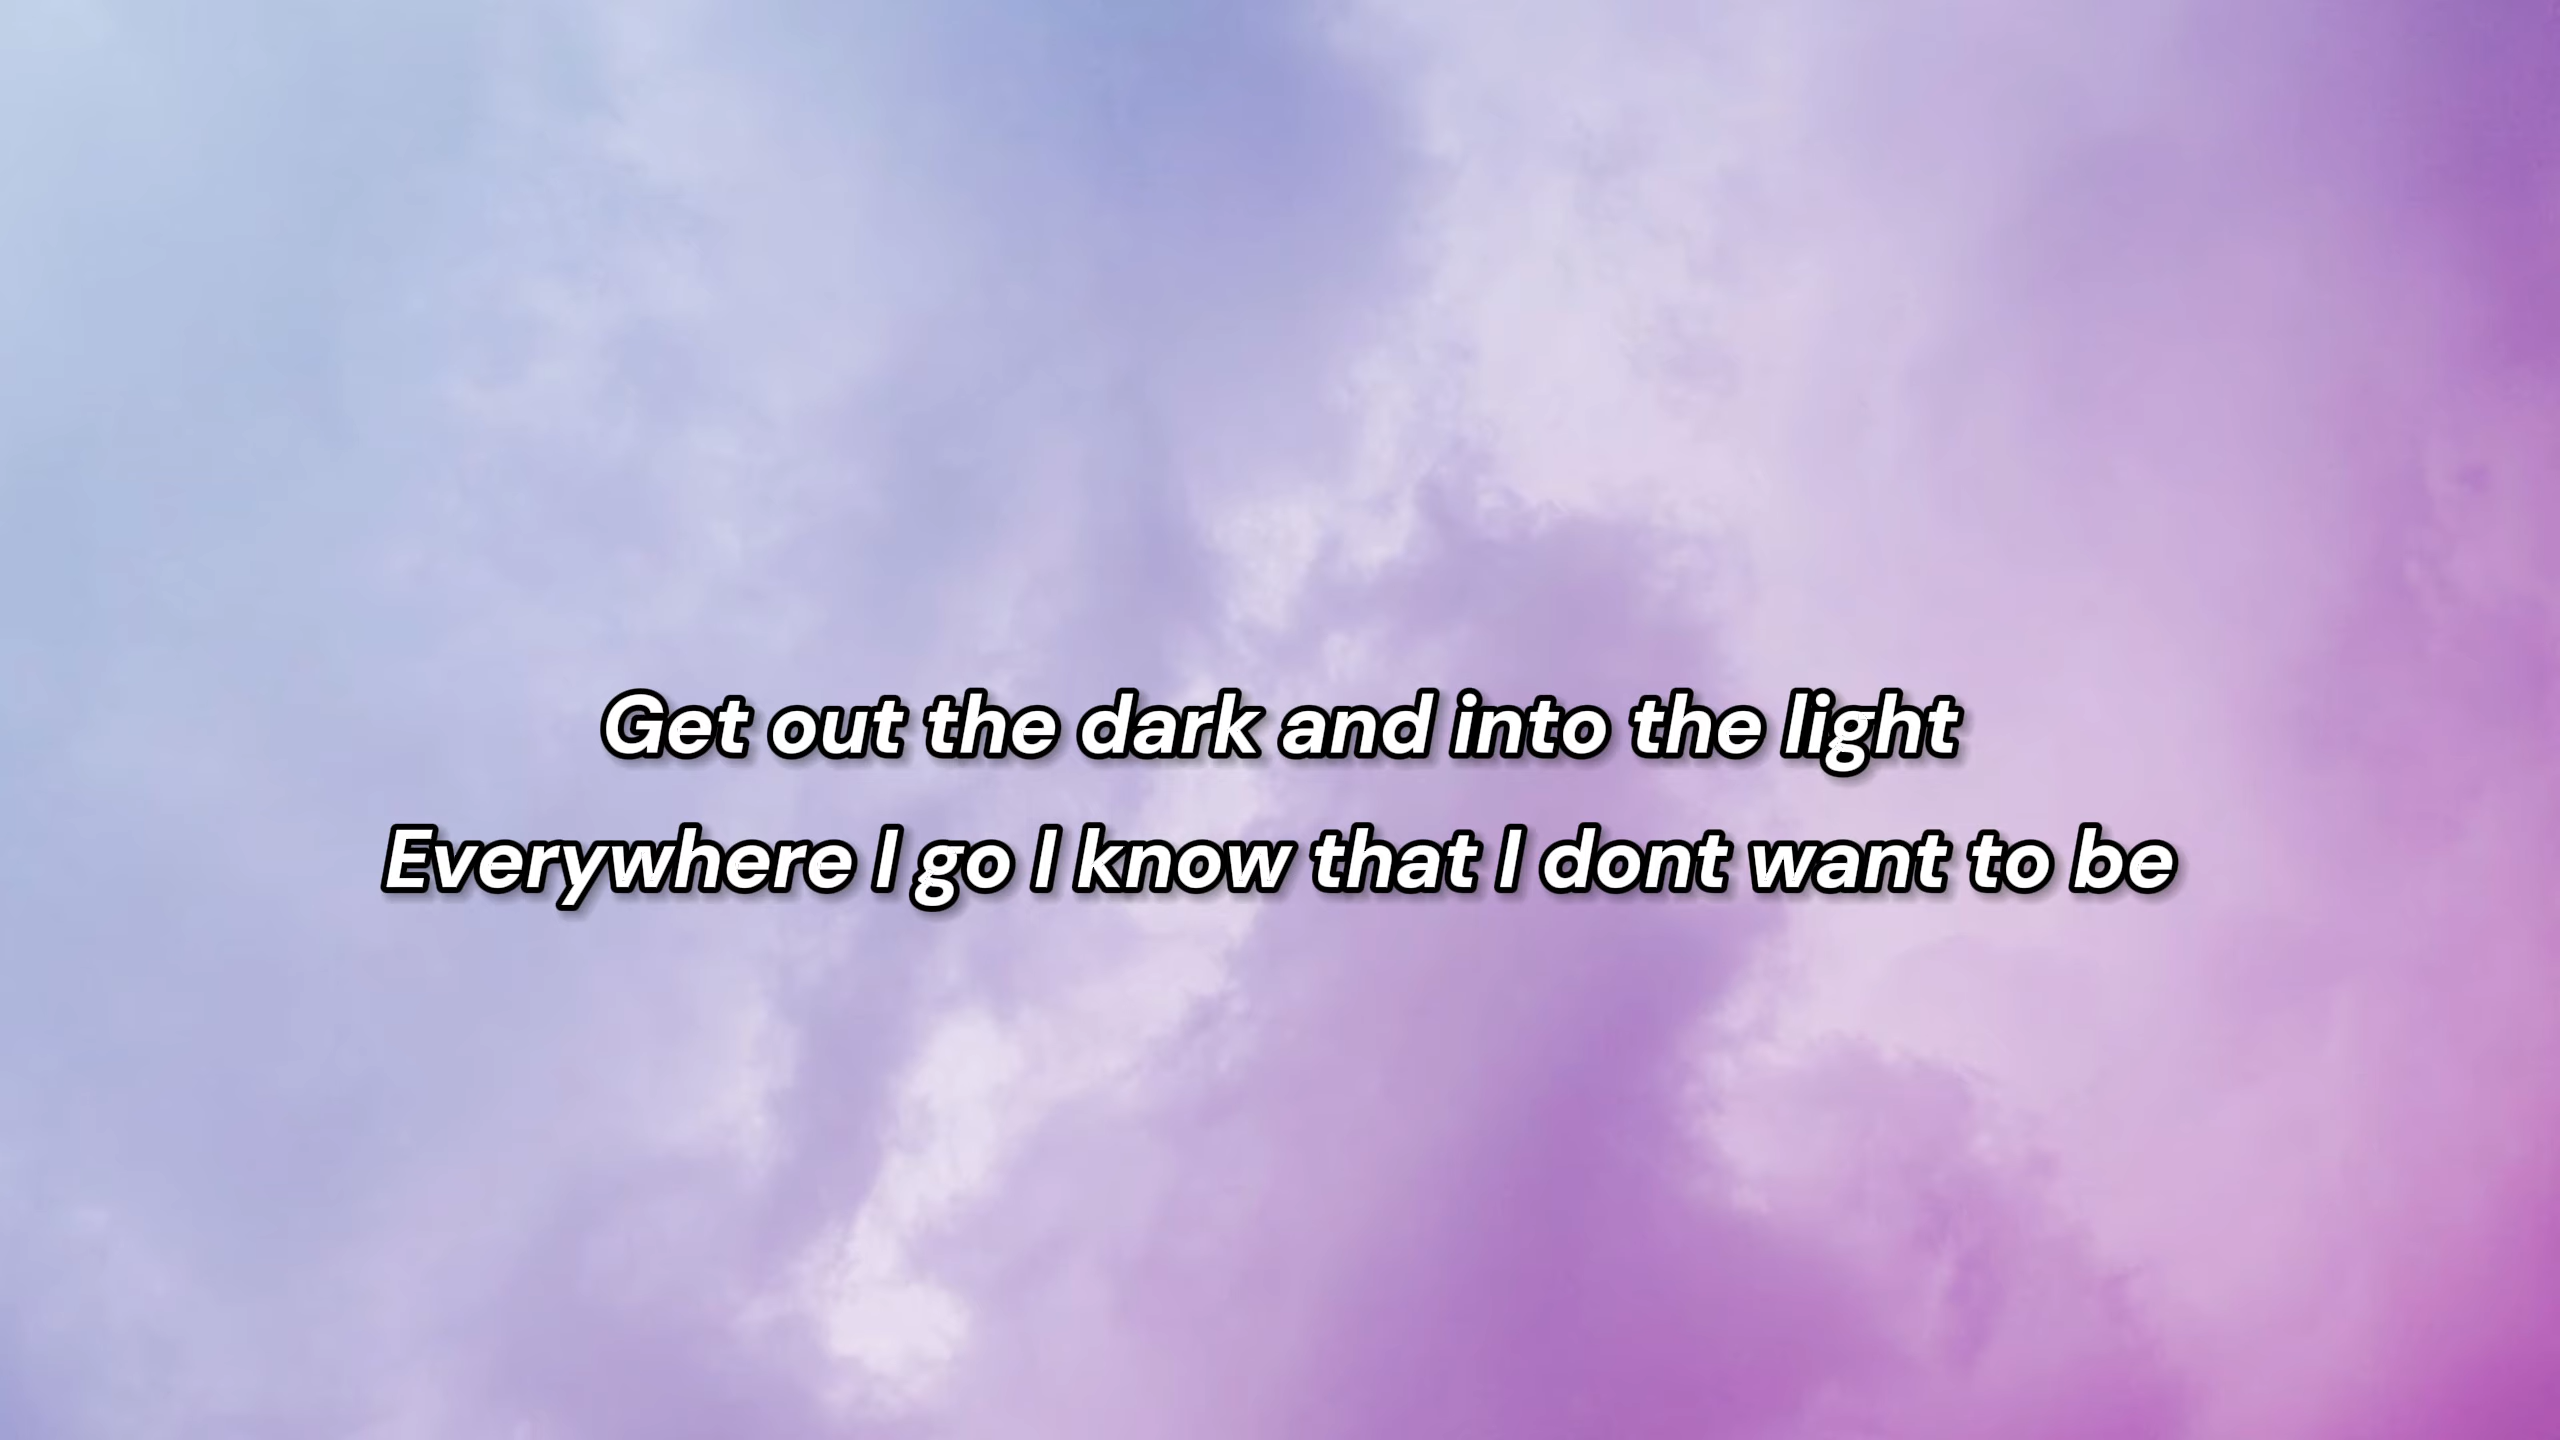 Get out the dark and into the light
Everywhere I go I know that I dont want to be